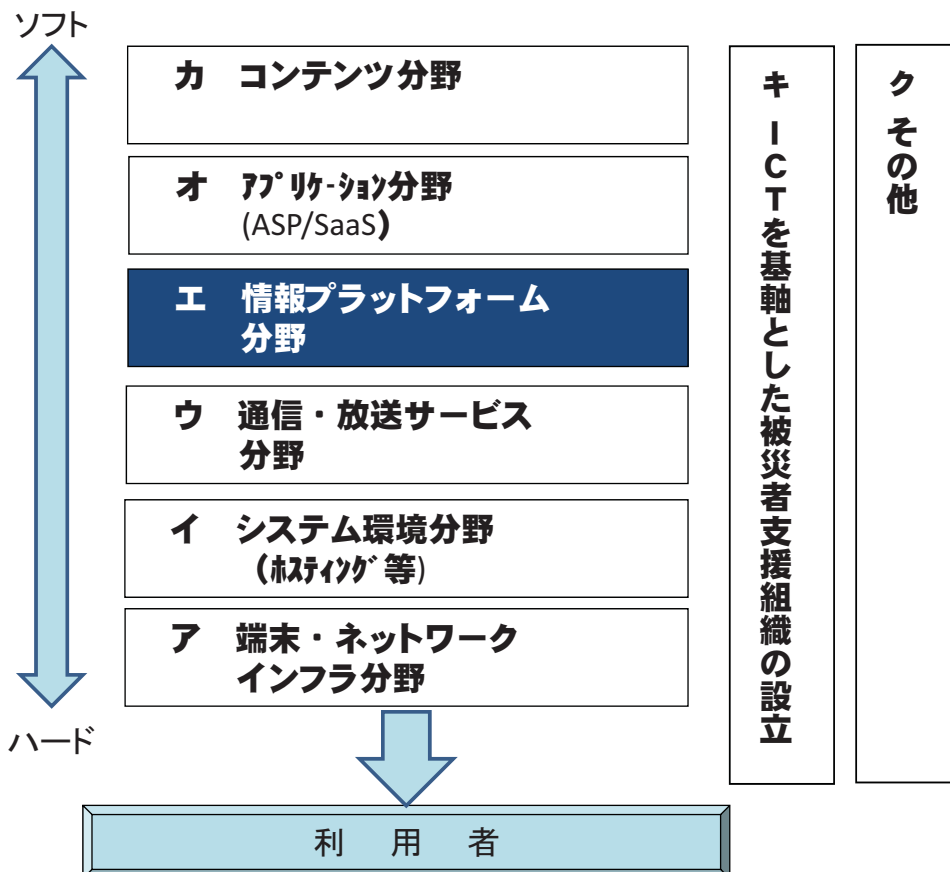 ソフト
カ コンテンツ分野
オ ｱﾌﾟﾘｹｰｼｮﾝ分野
(ASP/SaaS)
エ 情報プラットフォーム
分野
ウ 通信・放送サービス
分野
イ システム環境分野
（ﾎｽﾃｨﾝｸﾞ等)
ア 端末・ネットワーク
インフラ分野
ハード
キ ICTを基軸とした被災者支援組織の設立
ク その他
利 用 者